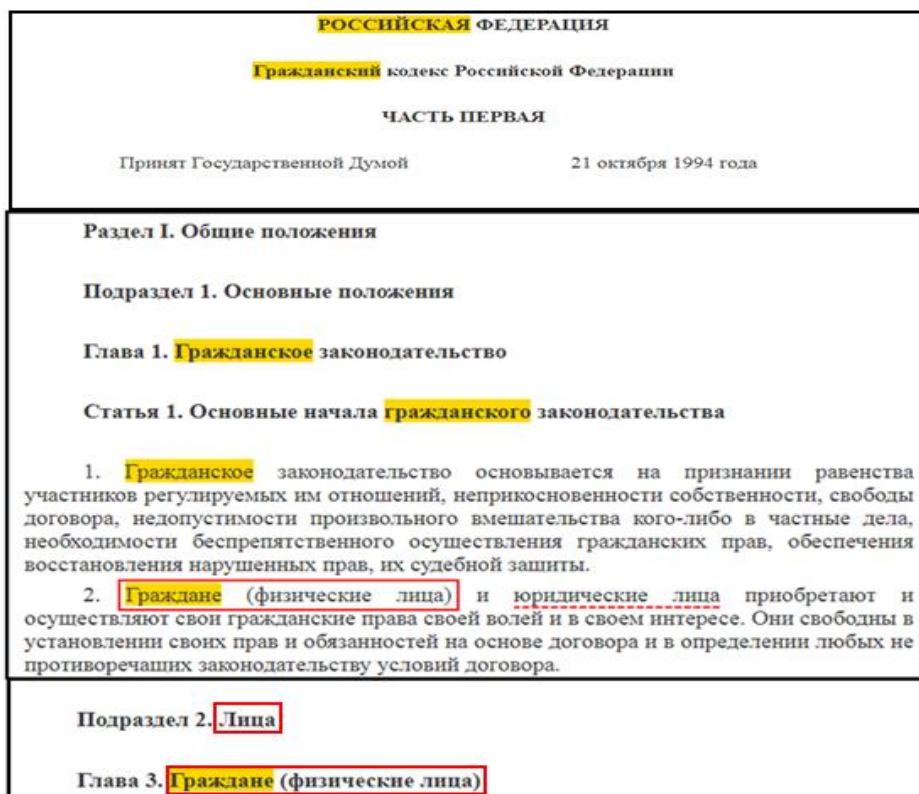 РОССИЙСКАЯ ФЕДЕРАЦИЯ
Гражданский кодекс Российской Федерации
ЧАСТЬ ПЕРВАЯ
Принят Государственной Думой 21 октября 1994 года
Раздел I. Общие положения
Подраздел 1. Основные положения
Глава 1. Гражданское законодательство
Статья 1. Основные начала гражданского законодательства
1. Гражданское законодательство основывается на признании равенства
участников регулируемых им отношений, неприкосновенности собственности, свободы
договора, недопустимости произвольного вмешательства кого-либо в частные дела,
необходимости беспрепятственного осуществления гражданских прав, обеспечения
восстановления нарушенных прав, их судебной защиты.
2. Граждане (физические лица) и юридические лица приобретают и
осуществляют свои гражданские права своей волей и в своем интересе. Они свободны в
установлении своих прав и обязанностей на основе договора и в определении любых не
противоречащих законодательству условий договора.
Подраздел 2. Лица
Глава 3. Граждане (физические лица)